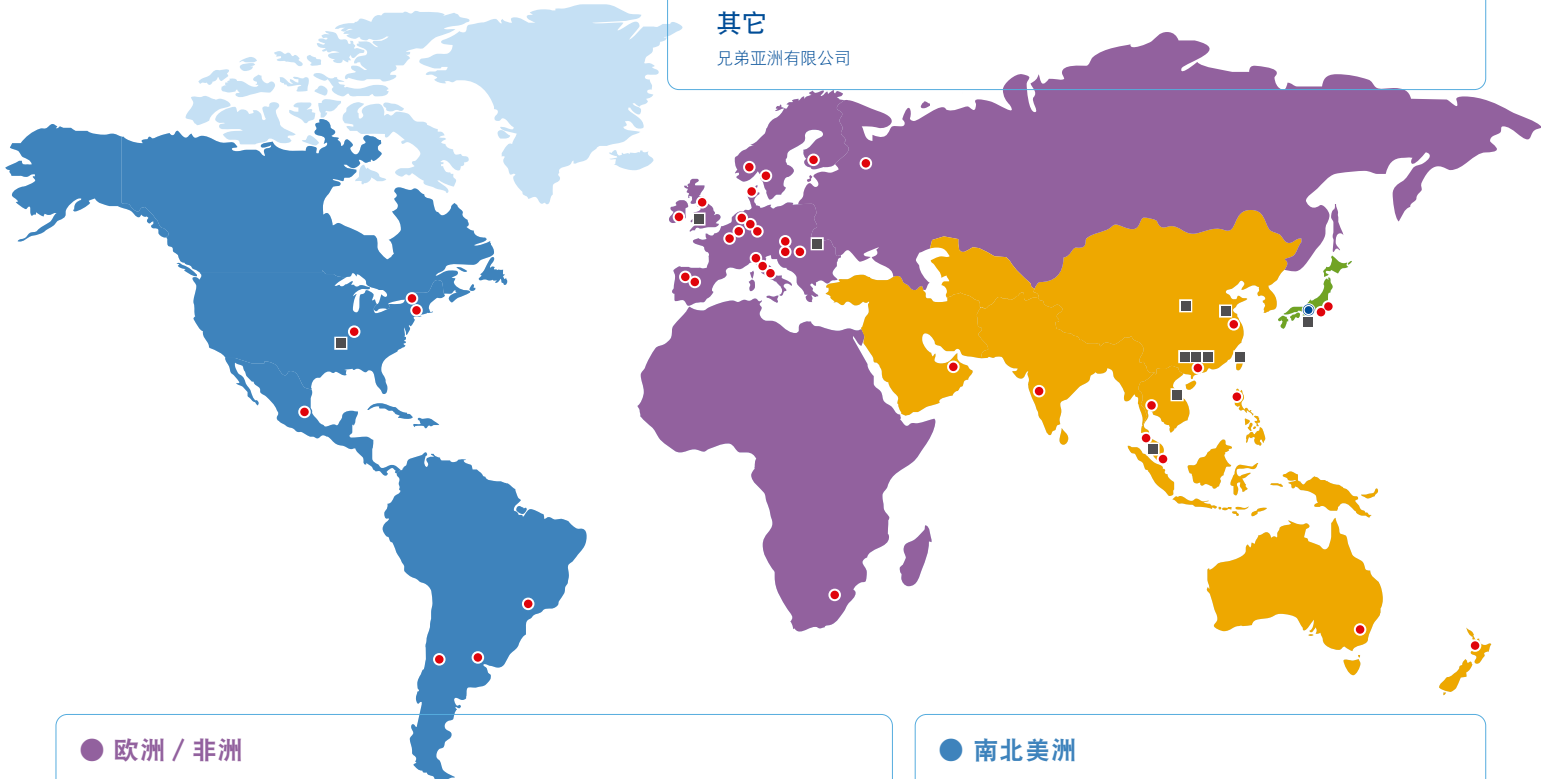 其它
兄弟亚洲有限公司
欧洲 / 非洲
南北美洲